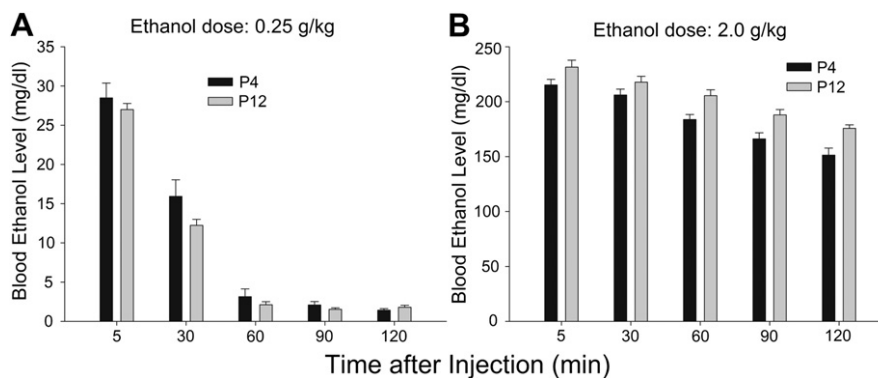 A
Ethanol dose: 0.25 g/kg
Blood Ethanol Level (mg/dl)
35
30
25
20
15
10
5
0
P4
P12
5 30 60 90 120
B
Ethanol dose: 2.0 g/kg
Blood Ethanol Level (mg/dl)
250
200
150
100
50
0
P4
P12
5 30 60 90 120
Time after Injection (min)